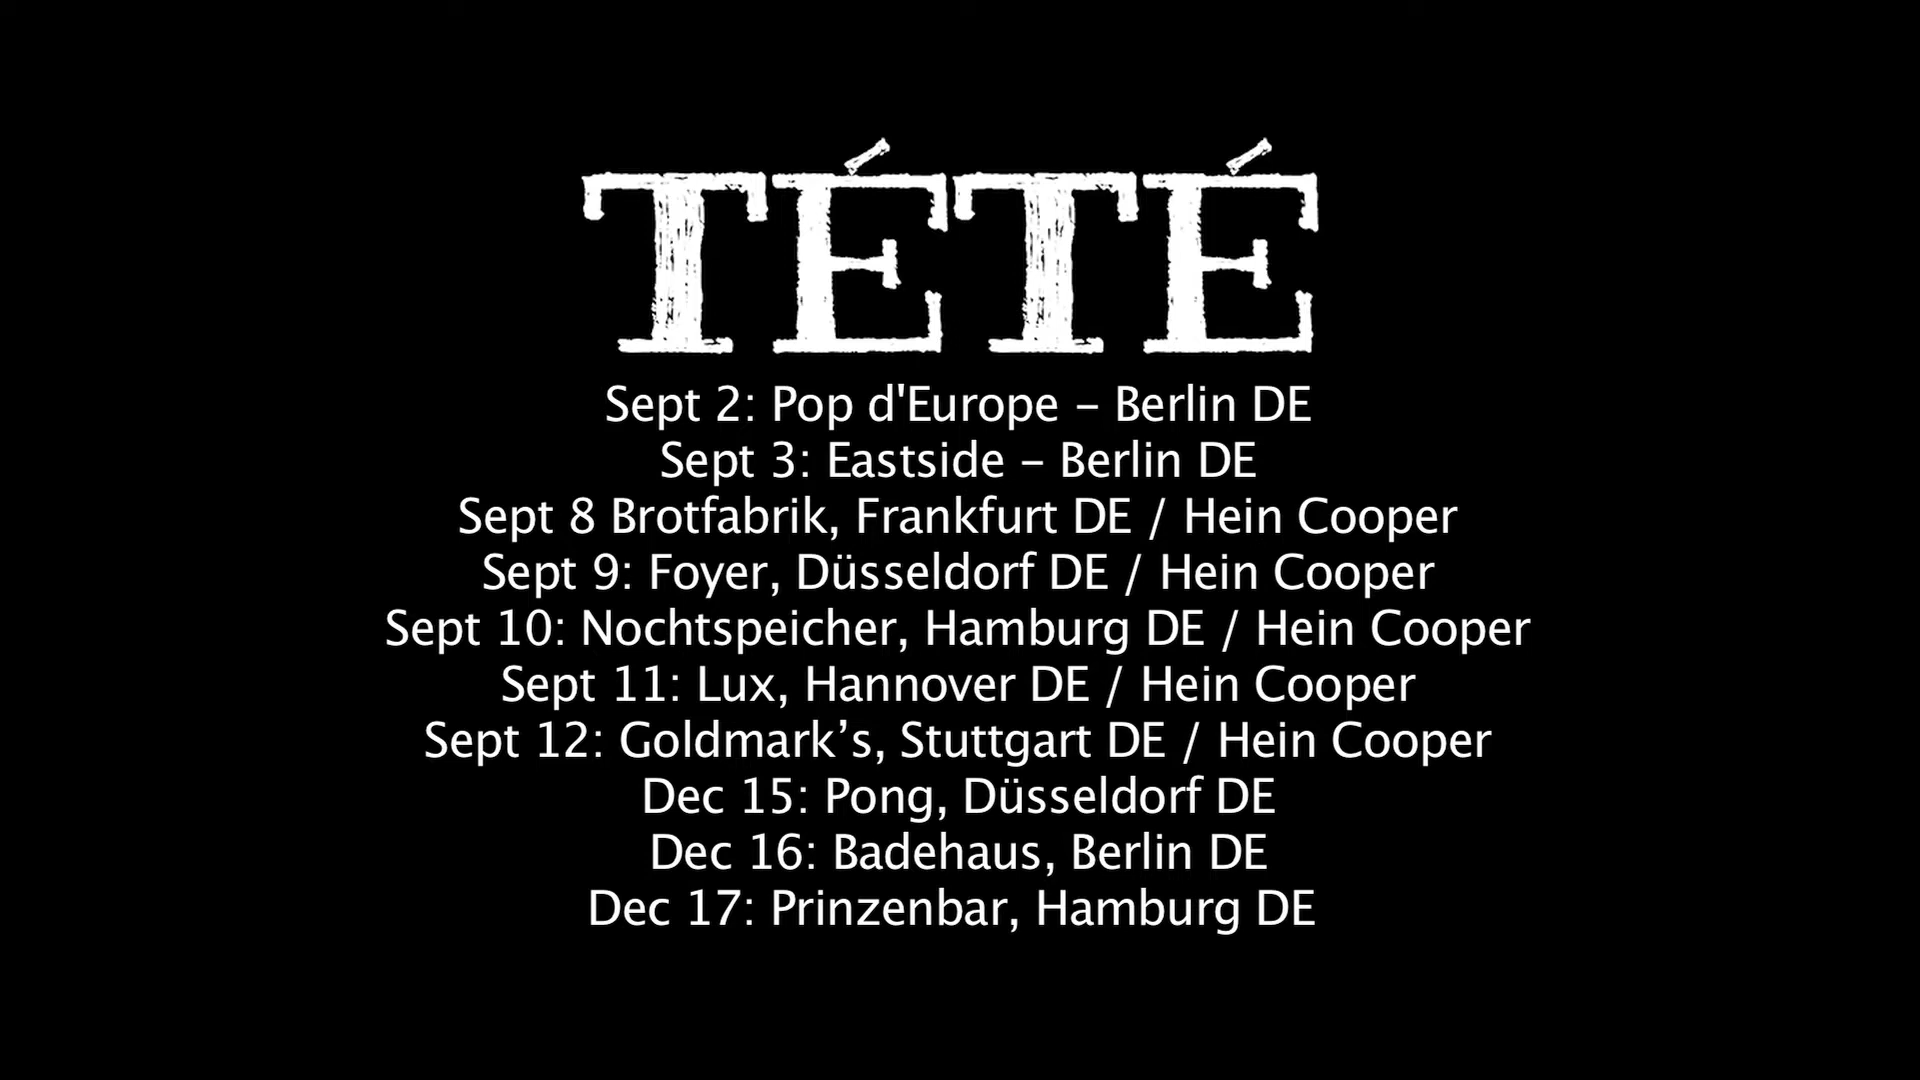 TÉTÉ
Sept 2: Pop d'Europe – Berlin DE
Sept 3: Eastside – Berlin DE
Sept 8 Brotfabrik, Frankfurt DE / Hein Cooper
Sept 9: Foyer, Düsseldorf DE / Hein Cooper
Sept 10: Nochtspeicher, Hamburg DE / Hein Cooper
Sept 11: Lux, Hannover DE / Hein Cooper
Sept 12: Goldmark’s, Stuttgart DE / Hein Cooper
Dec 15: Pong, Düsseldorf DE
Dec 16: Badehaus, Berlin DE
Dec 17: Prinzenbar, Hamburg DE